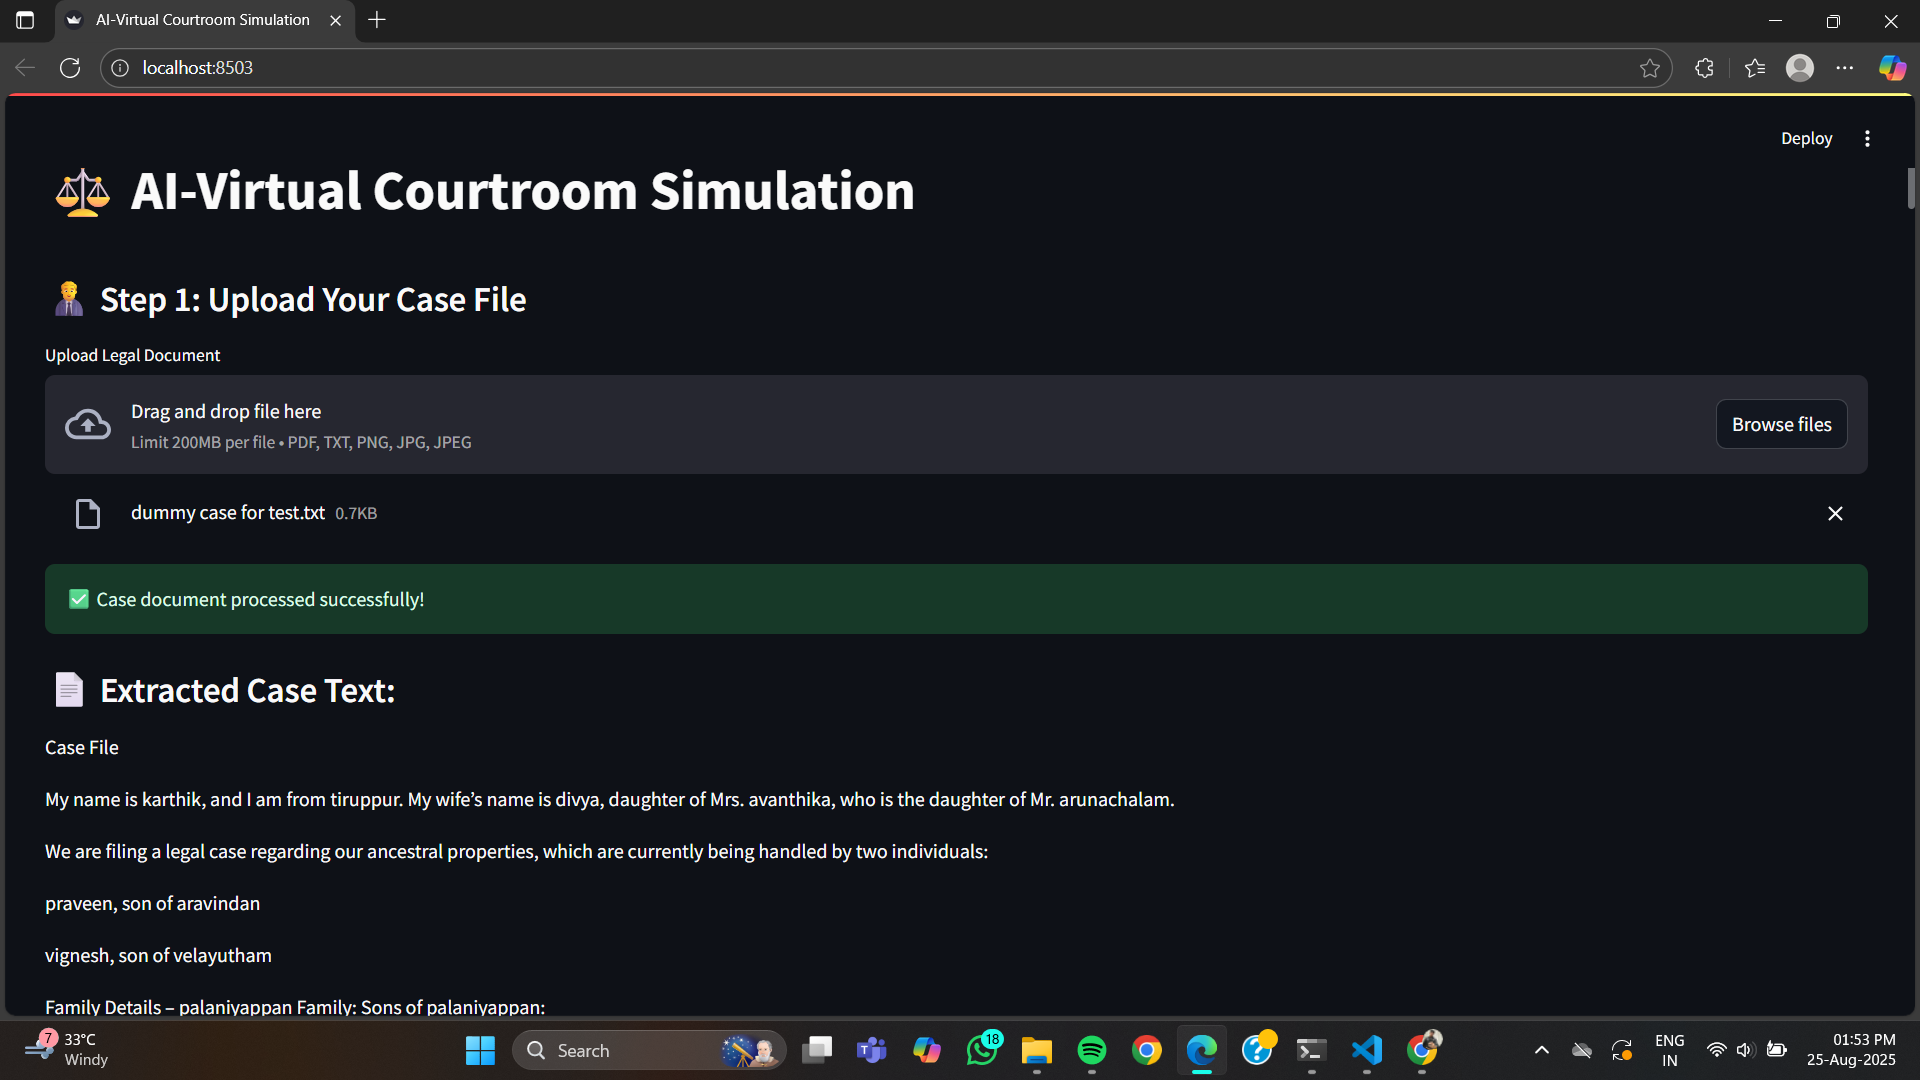 AI-Virtual Courtroom Simulation
localhost:8503
Deploy
AI-Virtual Courtroom Simulation
Step 1: Upload Your Case File
Upload Legal Document
Drag and drop file here
Limit 200MB per file • PDF, TXT, PNG, JPG, JPEG
Browse files
dummy case for test.txt 0.7KB
Case document processed successfully!
Extracted Case Text:
Case File
My name is karthik, and I am from tiruppur. My wife’s name is divya, daughter of Mrs. avanthika, who is the daughter of Mr. arunachalam.
We are filing a legal case regarding our ancestral properties, which are currently being handled by two individuals:
praveen, son of aravindan
vignesh, son of velayutham
Family Details – palaniyappan Family: Sons of palaniyappan:
7
33°C
Windy
Search
18
ENG
IN
01:53 PM
25-Aug-2025